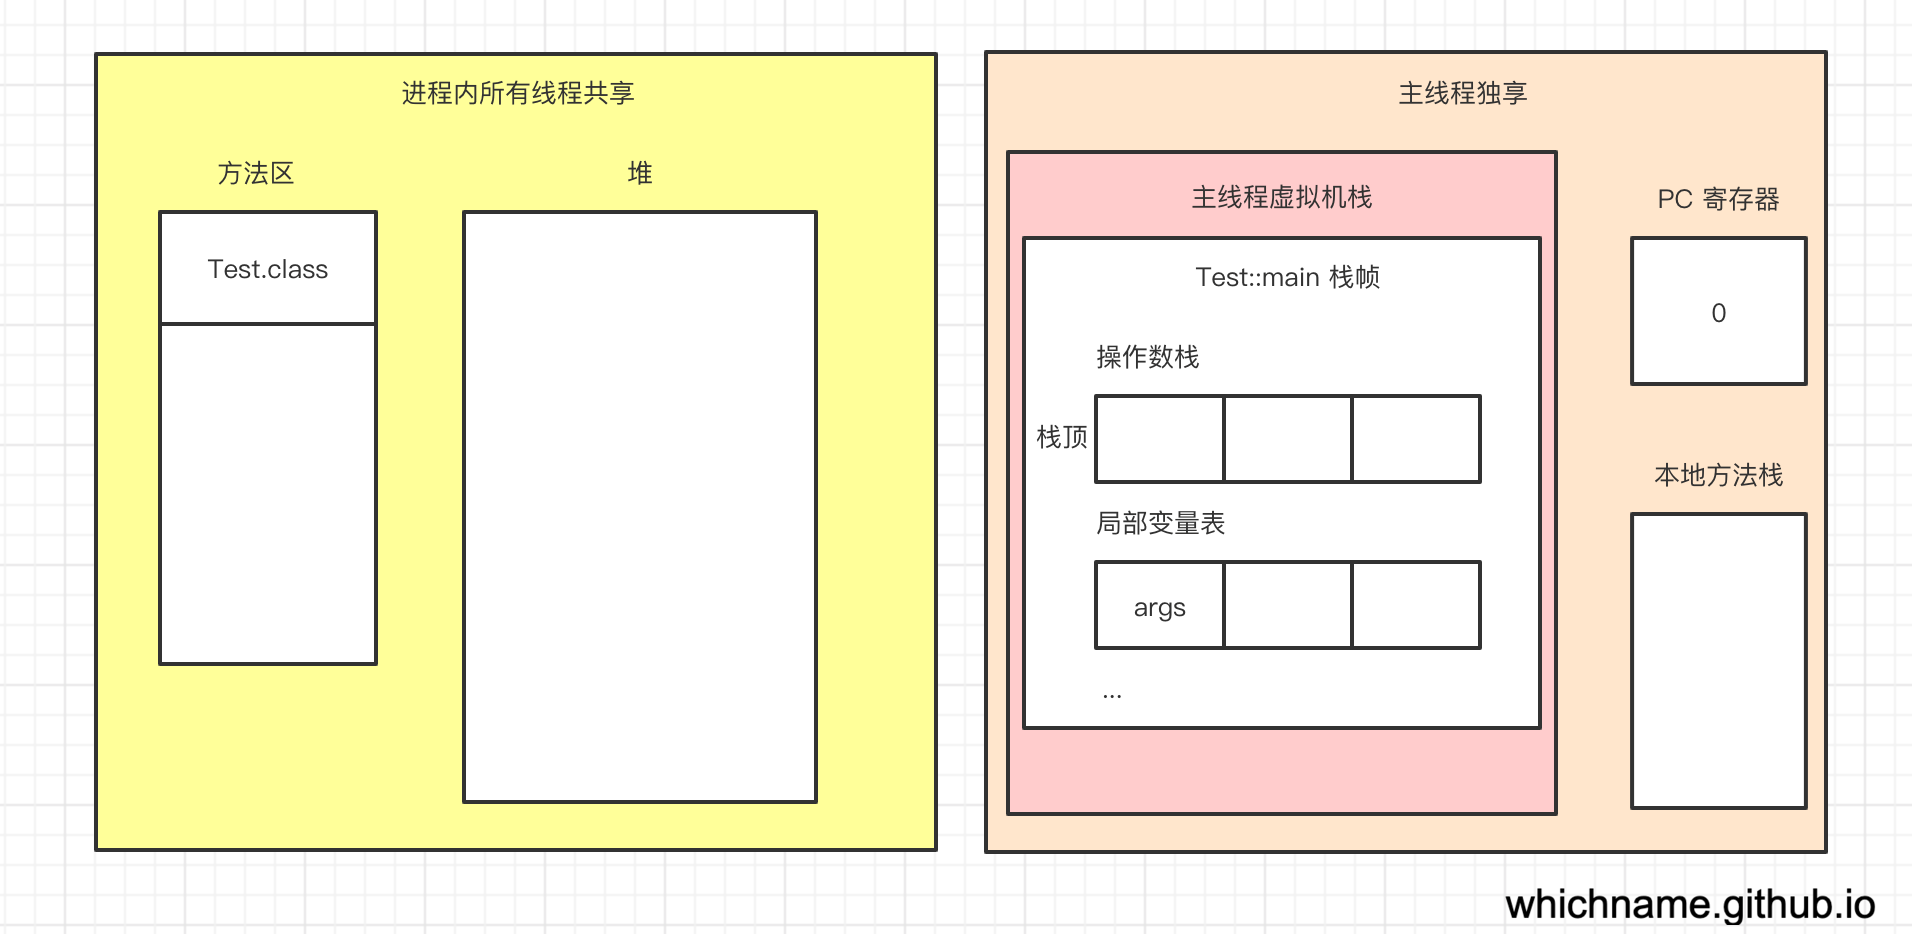 进程内所有线程共享
方法区
堆
Test.class
主线程独享
主线程虚拟机栈
Test::main 栈帧
操作数栈
栈顶
局部变量表
args
...
PC 寄存器
0
本地方法栈
whichname.github.io